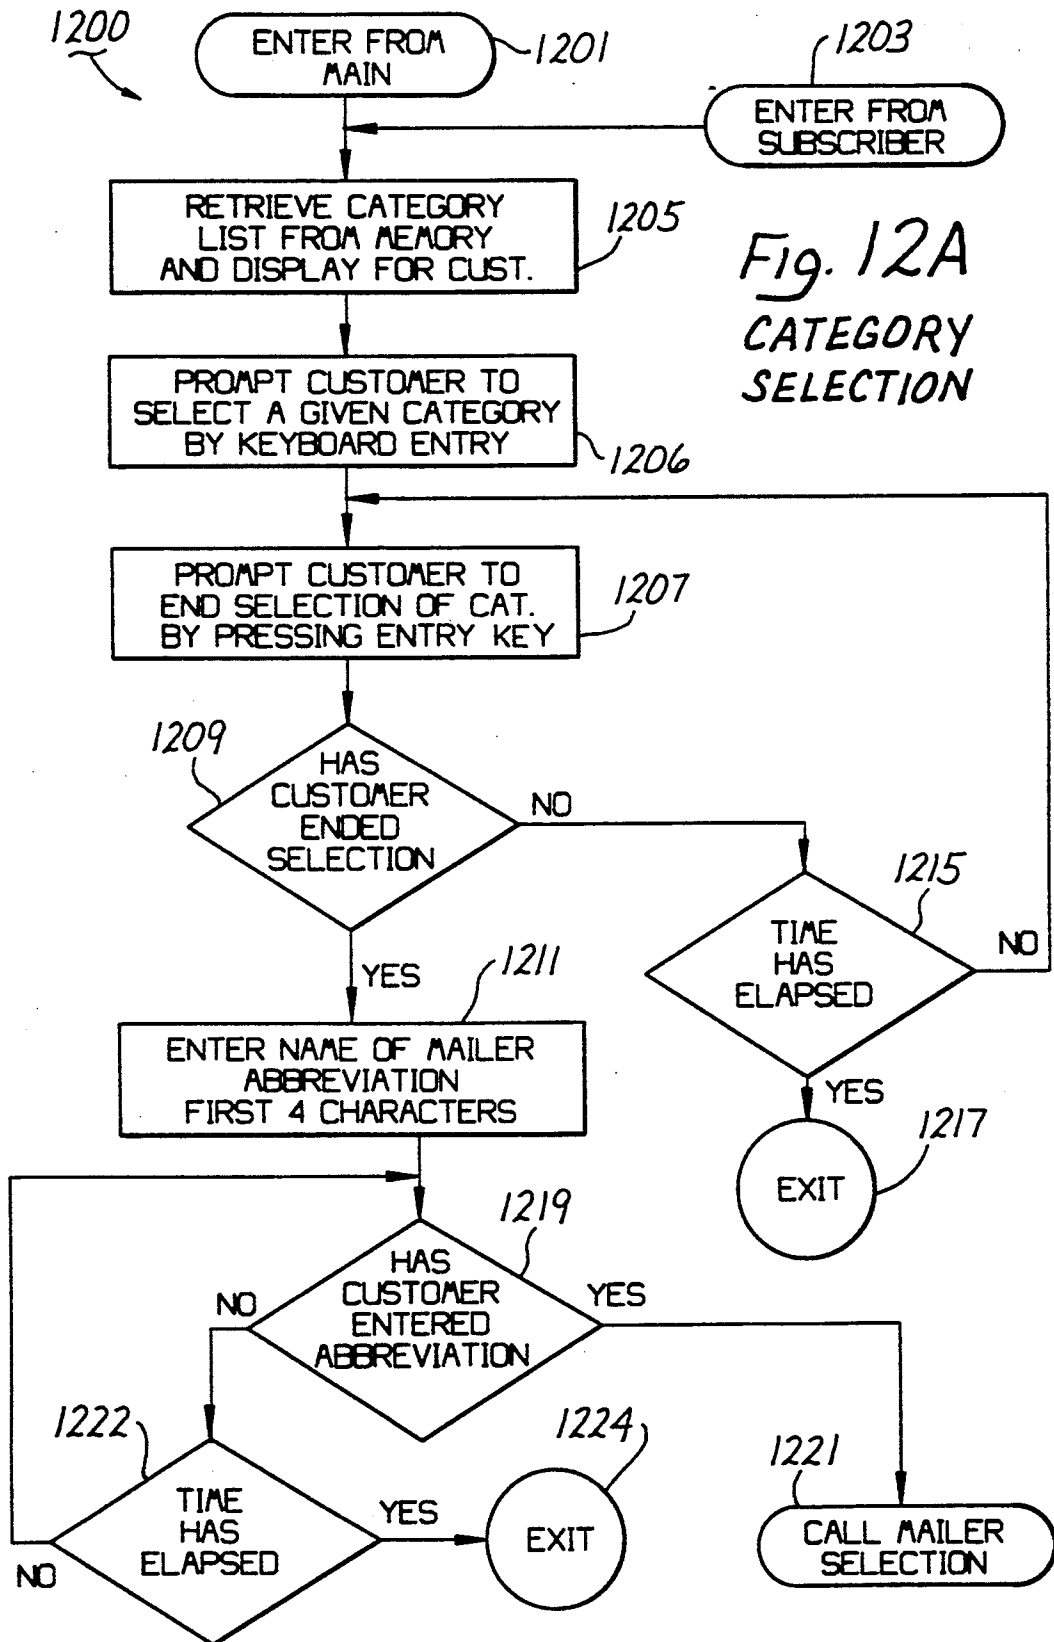 1200
ENTER FROM
MAIN
1201
1203
ENTER FROM
SUBSCRIBER
RETRIEVE CATEGORY
LIST FROM MEMORY
AND DISPLAY FOR CUST.
1205
Fig. 12A
CATEGORY
SELECTION
PROMPT CUSTOMER TO
SELECT A GIVEN CATEGORY
BY KEYBOARD ENTRY
1206
PROMPT CUSTOMER TO
END SELECTION OF CAT.
BY PRESSING ENTRY KEY
1207
1209
HAS
CUSTOMER
ENDED
SELECTION
NO
YES
1215
TIME
HAS
ELAPSED
NO
YES
1217
EXIT
1211
ENTER NAME OF MAILER
ABBREVIATION
FIRST 4 CHARACTERS
1219
HAS
CUSTOMER
ENTERED
ABBREVIATION
NO
YES
1222
TIME
HAS
ELAPSED
NO
YES
1224
EXIT
1221
CALL MAILER
SELECTION